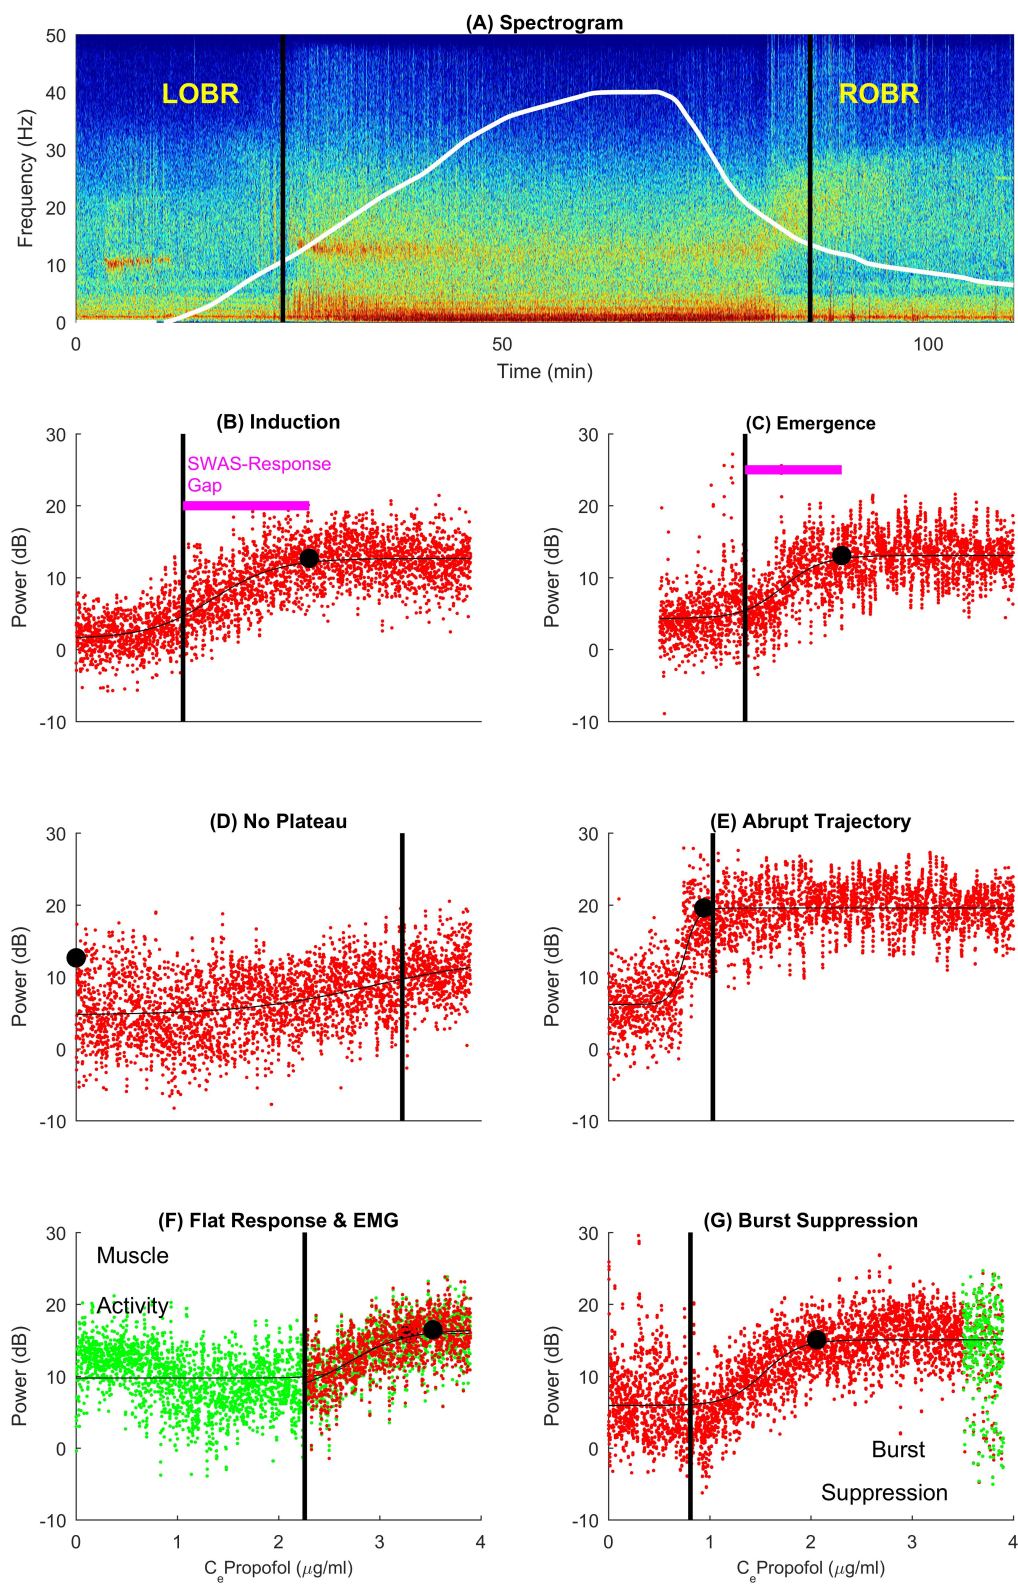 (A) Spectrogram
50
40
30
20
10
0
Frequency (Hz)
LOBR
ROBR
0
50
100
Time (min)
(B) Induction
30
20
10
0
-10
Power (dB)
SWAS-Response
Gap
(C) Emergence
30
20
10
0
-10
Power (dB)
(D) No Plateau
30
20
10
0
-10
Power (dB)
(E) Abrupt Trajectory
30
20
10
0
-10
Power (dB)
(F) Flat Response & EMG
30
20
10
0
-10
Power (dB)
Muscle
Activity
0
1
2
3
4
CePropofol (μg/ml)
(G) Burst Suppression
30
20
10
0
-10
Power (dB)
Burst
Suppression
0
1
2
3
4
CePropofol (μg/ml)